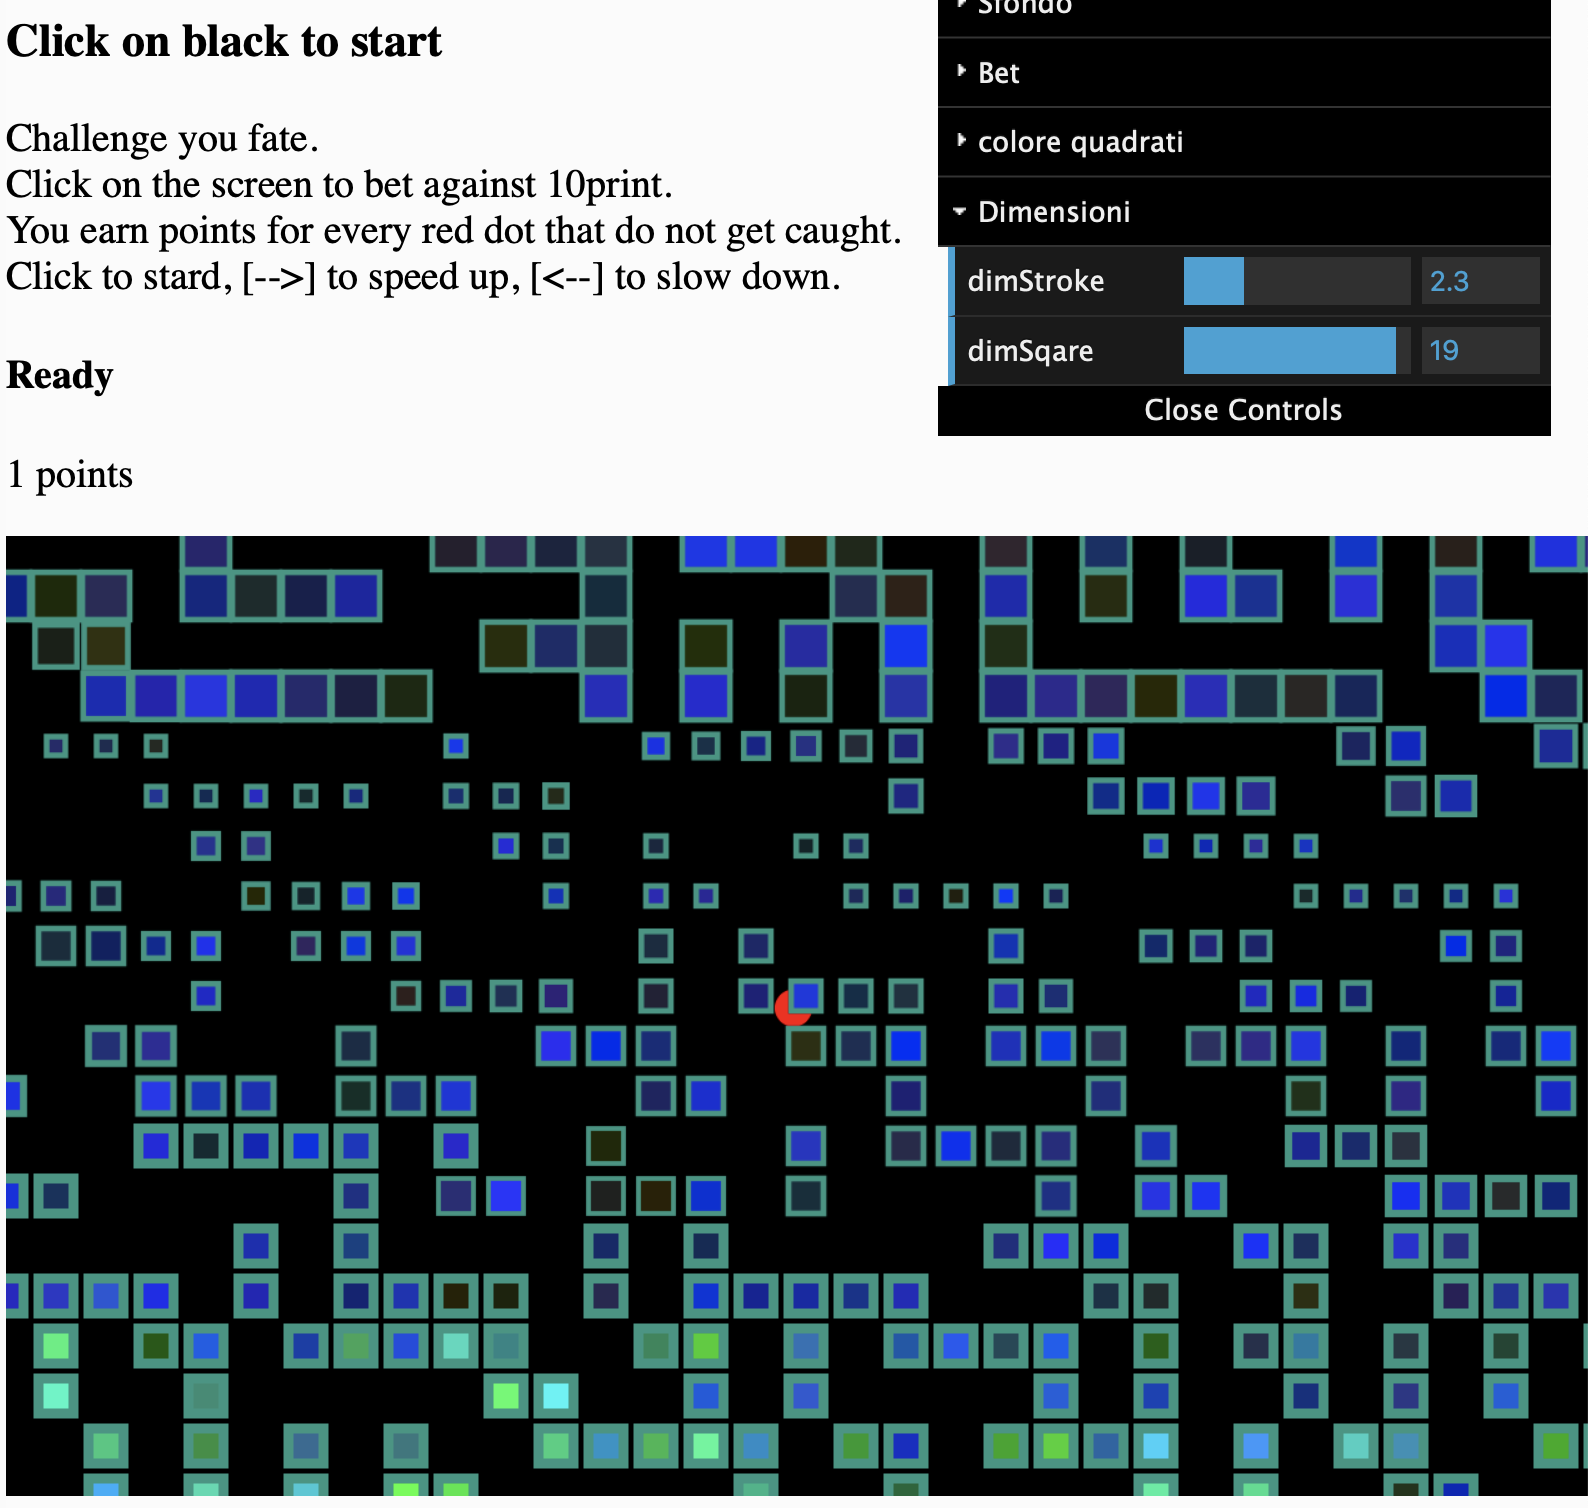 Click on black to start
Challenge you fate.
Click on the screen to bet against 10print.
You earn points for every red dot that do not get caught.
Click to stard, [-->] to speed up, [<--] to slow down.
Ready
1 points
Sfondo
Bet
colore quadrati
Dimensioni
dimStroke 2.3
dimSqare 19
Close Controls